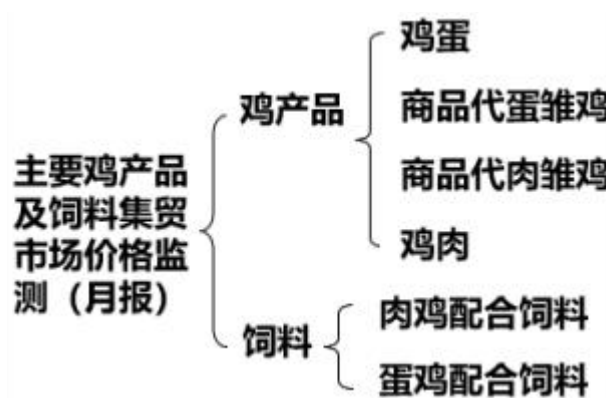 主要鸡产品
及饲料集贸
市场价格监
测（月报）
鸡产品
鸡蛋
商品代蛋雏鸡
商品代肉雏鸡
鸡肉
饲料
肉鸡配合饲料
蛋鸡配合饲料